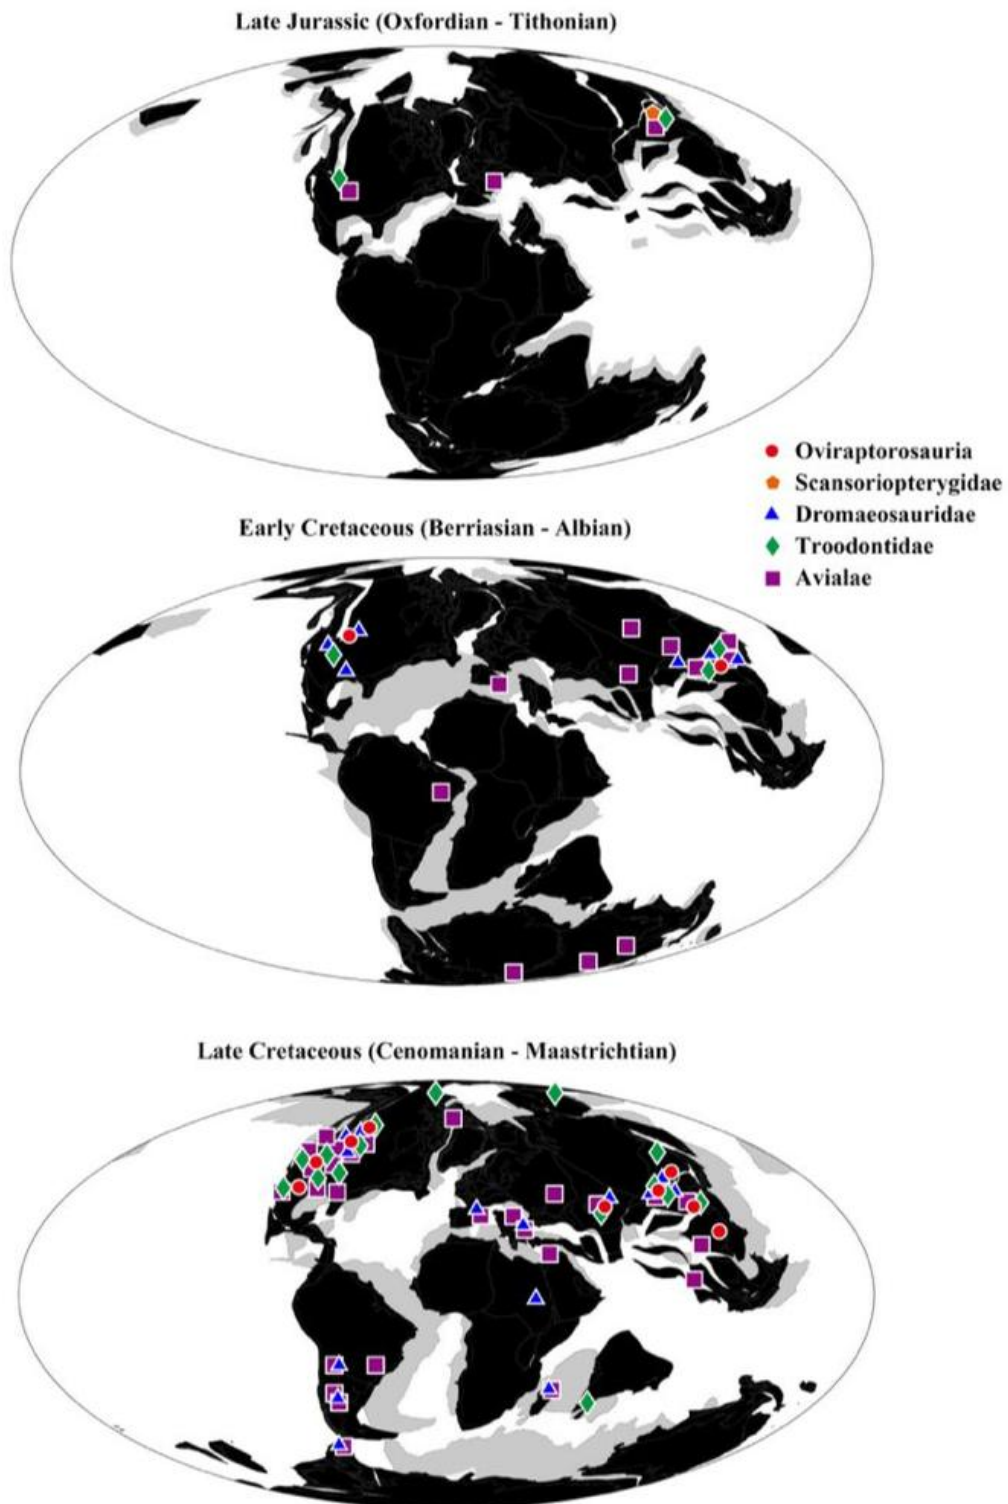 Late Jurassic (Oxfordian - Tithonian)
Oviraptorosauria
Scansoriopterygidae
Dromaeosauridae
Troodontidae
Avialae
Early Cretaceous (Berriasian - Albian)
Late Cretaceous (Cenomanian - Maastrichtian)